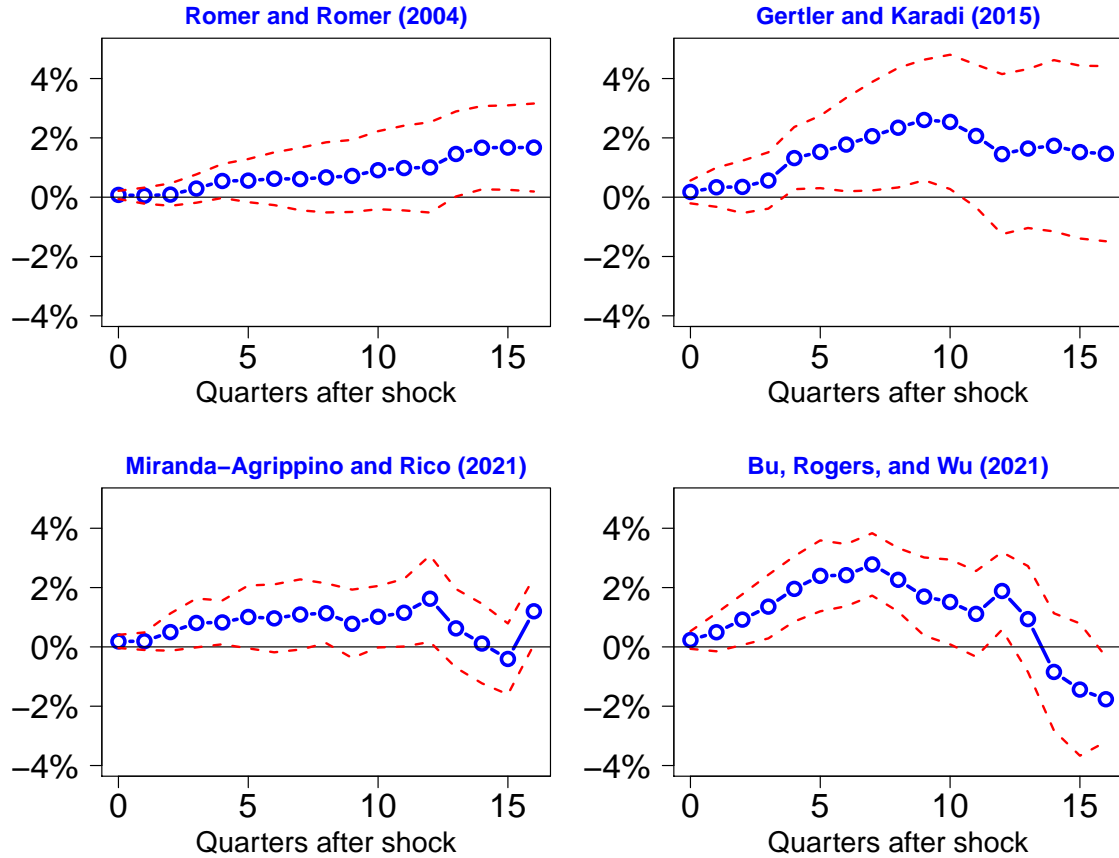 Romer and Romer (2004)
4%
2%
0%
−2%
−4%
0 5 10 15
Quarters after shock
Gertler and Karadi (2015)
4%
2%
0%
−2%
−4%
0 5 10 15
Quarters after shock
Miranda−Agrippino and Rico (2021)
4%
2%
0%
−2%
−4%
0 5 10 15
Quarters after shock
Bu, Rogers, and Wu (2021)
4%
2%
0%
−2%
−4%
0 5 10 15
Quarters after shock